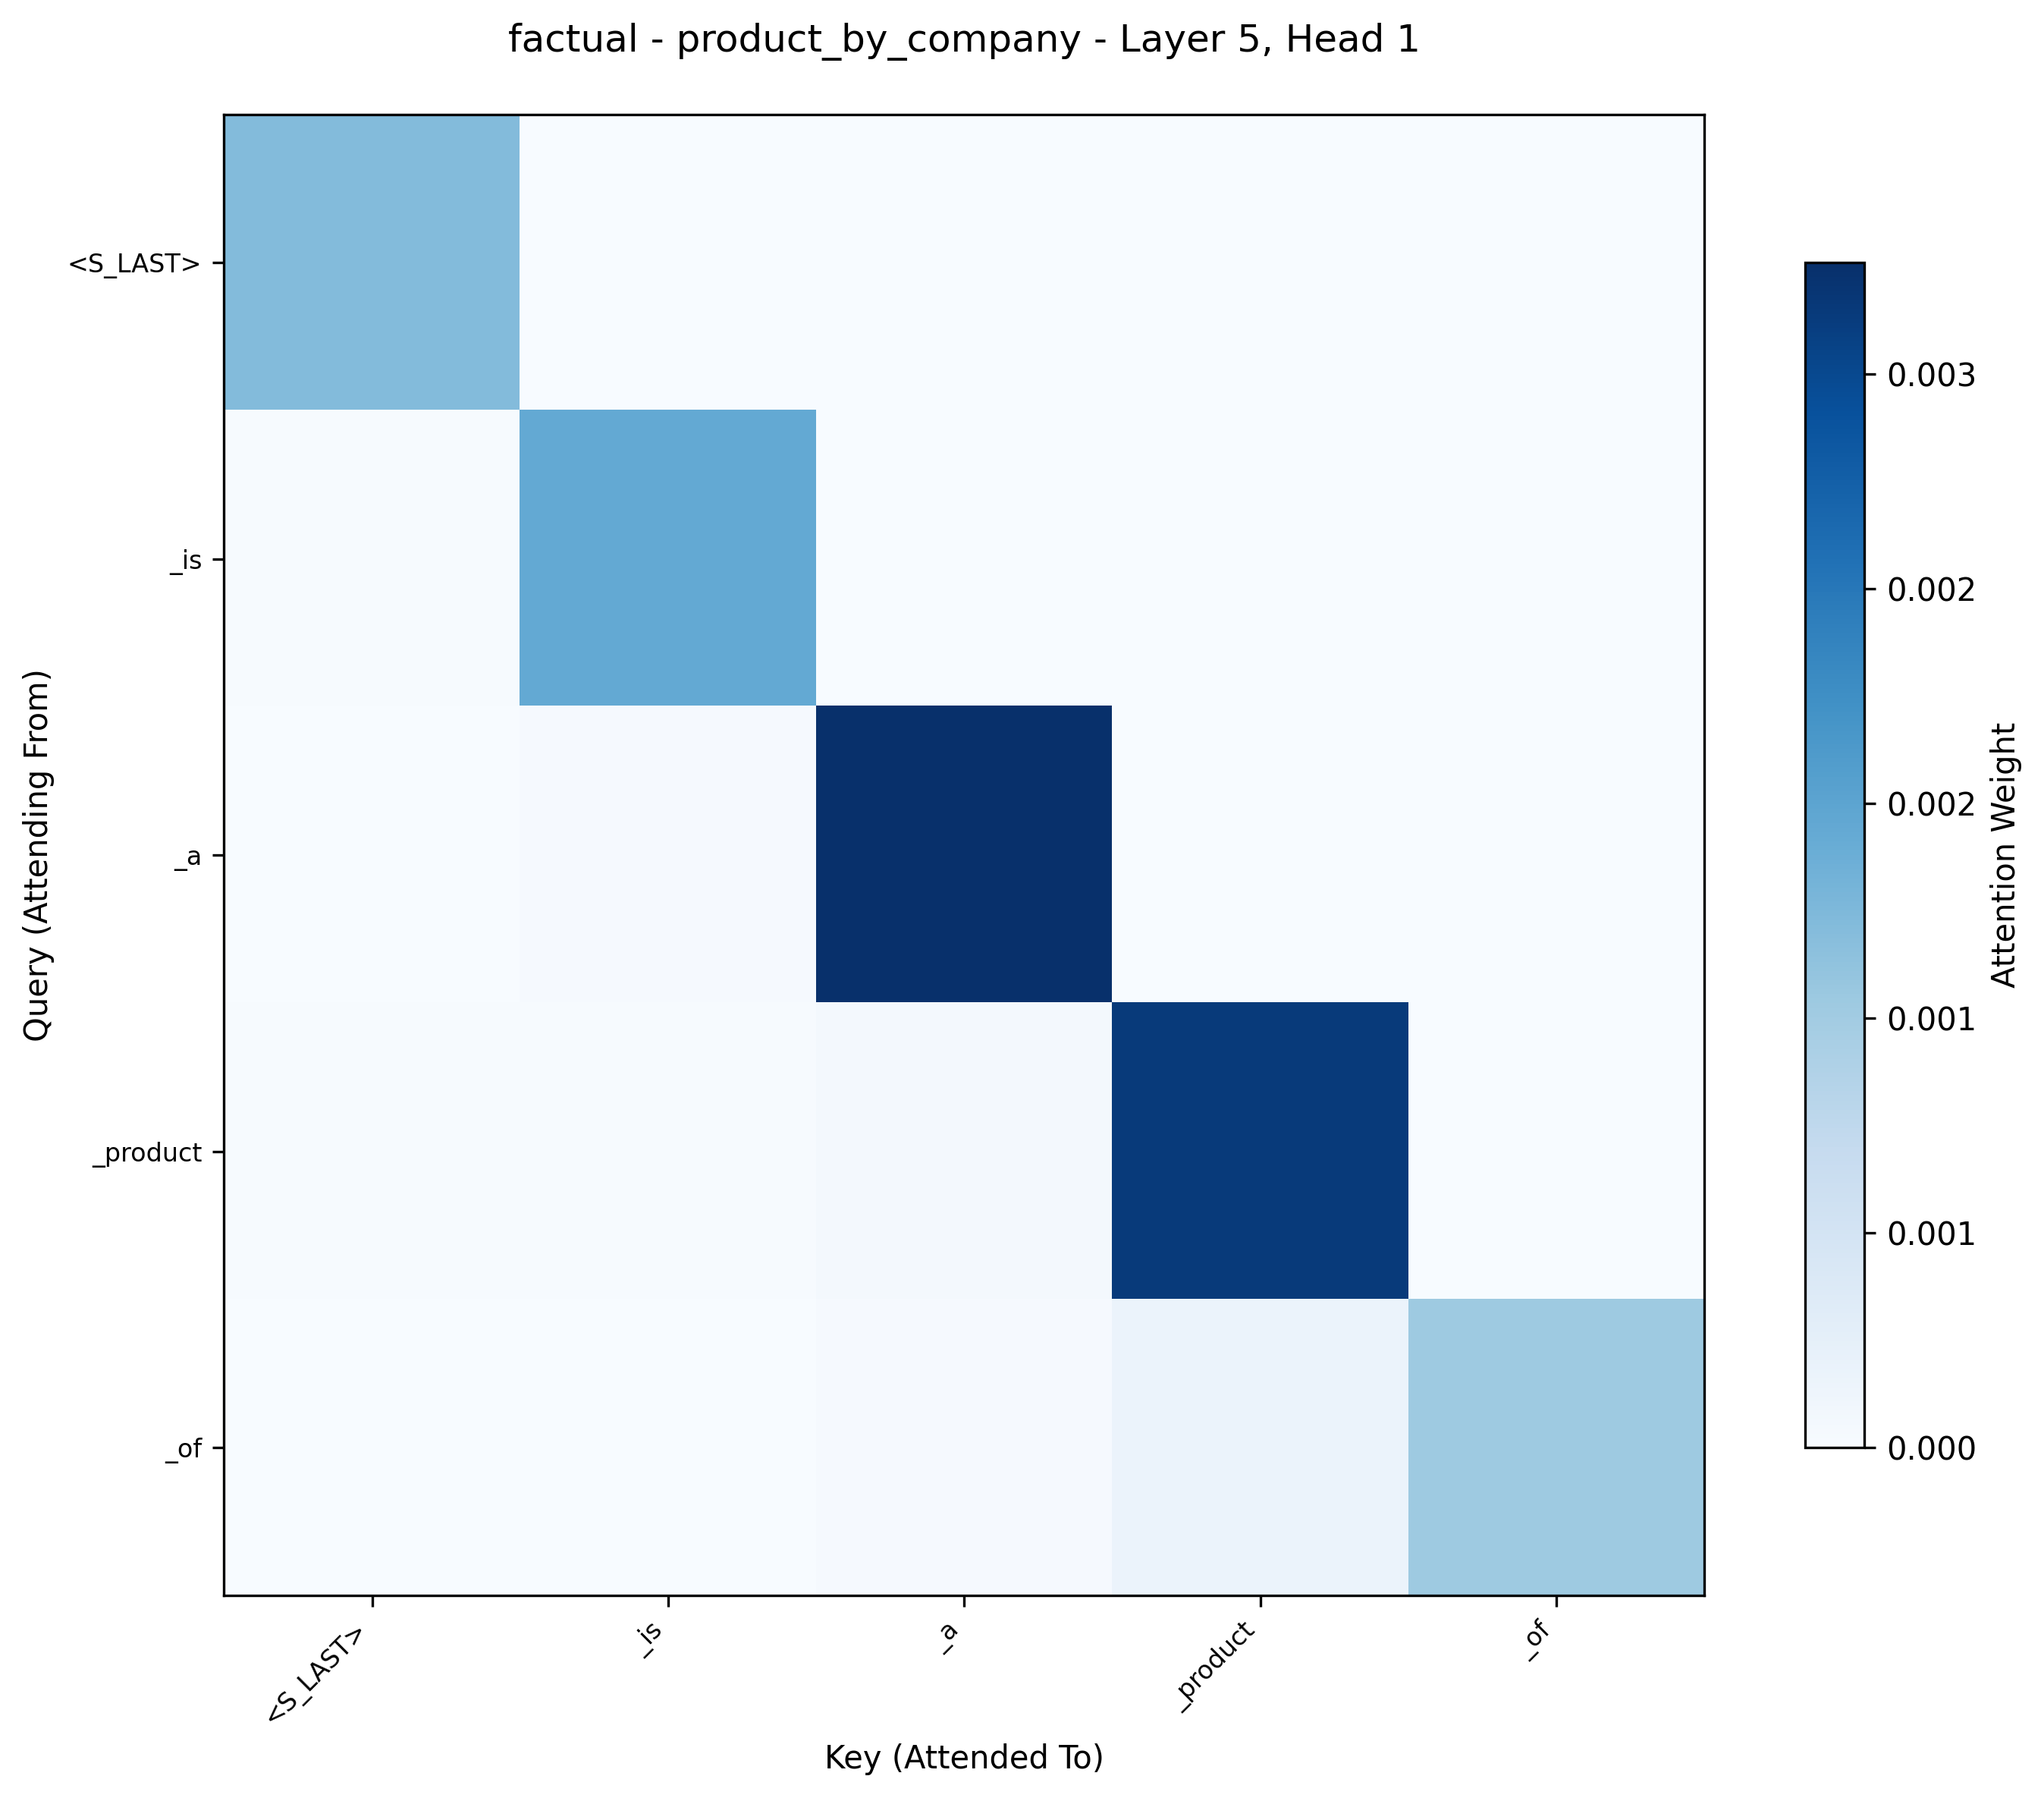 factual - product_by_company - Layer 5, Head 1
Query (Attending From)
<S_LAST>
_is
_a
_product
_of
<S_LAST>
_is
_a
_product
_of
Key (Attended To)
0.003
0.002
0.002
0.001
0.001
0.000
Attention Weight